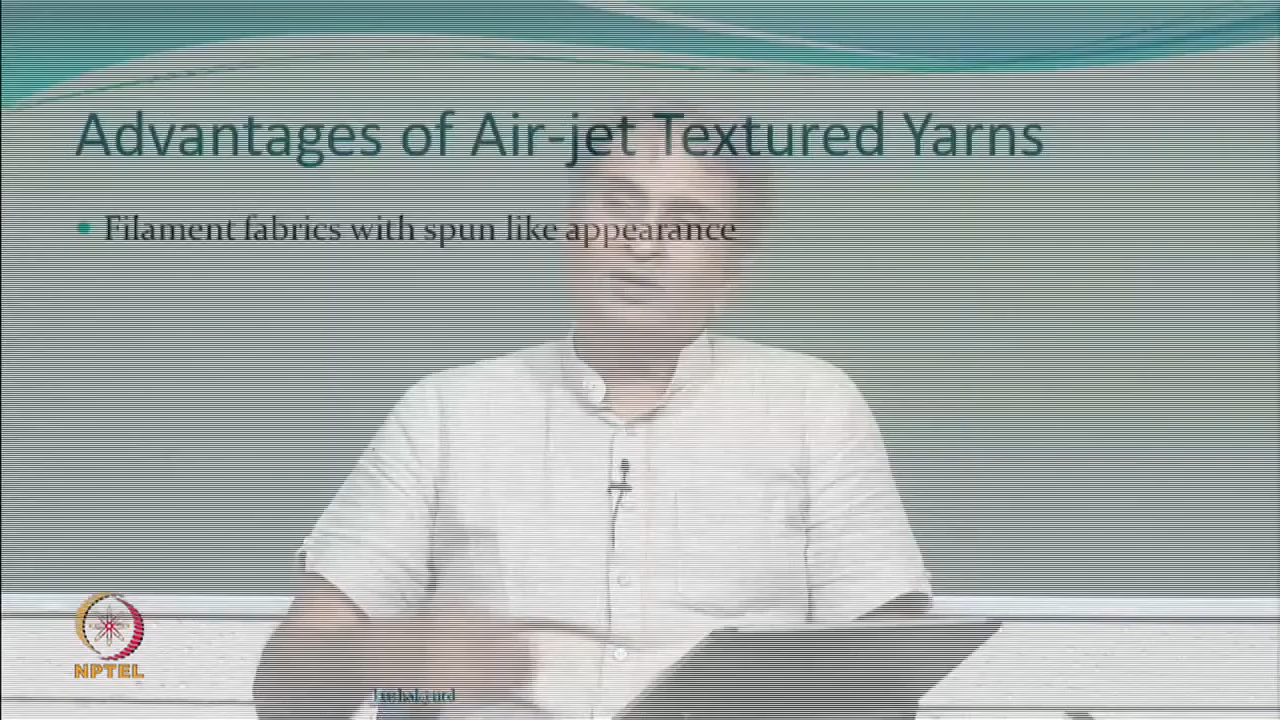 Advantages of Air-jet Textured Yarns
Filament fabrics with spun like appearance
NPTEL